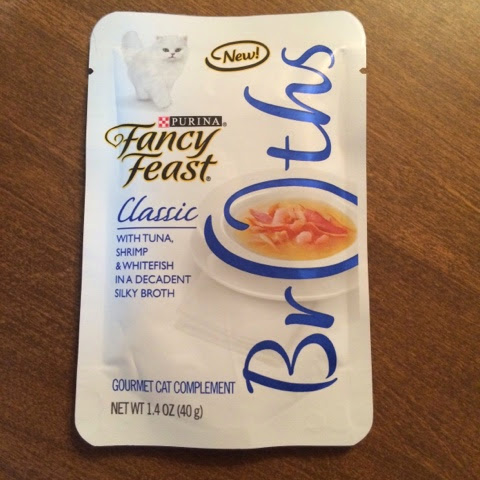 New!
PURINA®
Fancy
Feast®
Classic
WITH TUNA,
SHRIMP
& WHITEFISH
IN A DECADENT
SILKY BROTH
Broths
GOURMET CAT COMPLEMENT
NET WT 1.4 OZ (40 g)